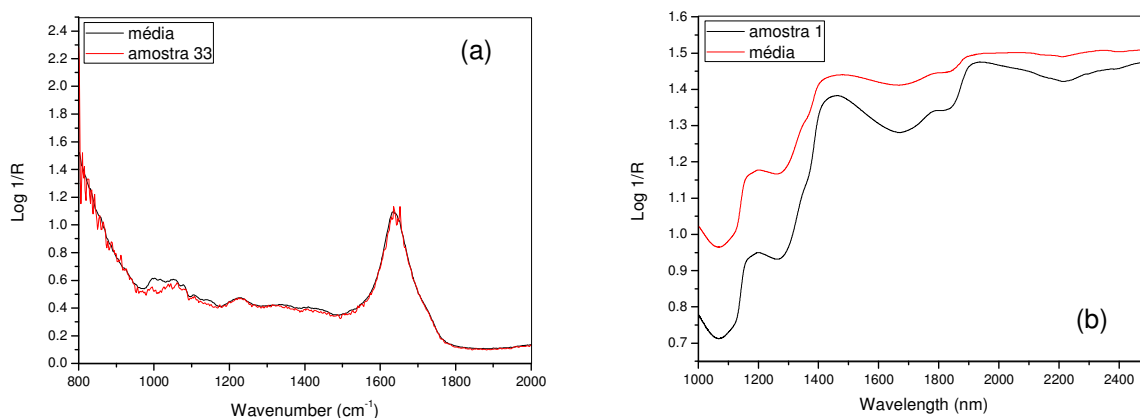 2.4
2.2
2.0
1.8
1.6
1.4
1.2
1.0
0.8
0.6
0.4
0.2
0.0
Log 1/R
média
amostra 33
(a)
800 1000 1200 1400 1600 1800 2000
Wavenumber (cm⁻¹)
1.6
1.5
1.4
1.3
1.2
1.1
1.0
0.9
0.8
0.7
Log 1/R
amostra 1
média
(b)
1000 1200 1400 1600 1800 2000 2200 2400
Wavelength (nm)